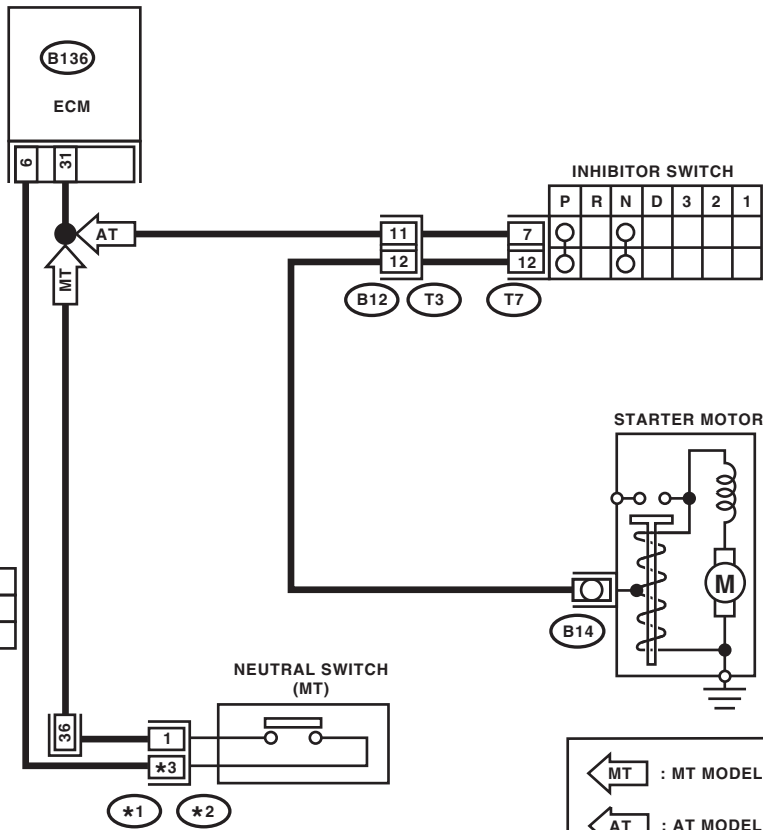 B136
ECM
6 31
INHIBITOR SWITCH
P R N D 3 2 1
AT
11 7
12 12
MT
B12 T3 T7
STARTER MOTOR
M
B14
NEUTRAL SWITCH
(MT)
36
1
*3
*1 *2
MT : MT MODEL
AT : AT MODEL